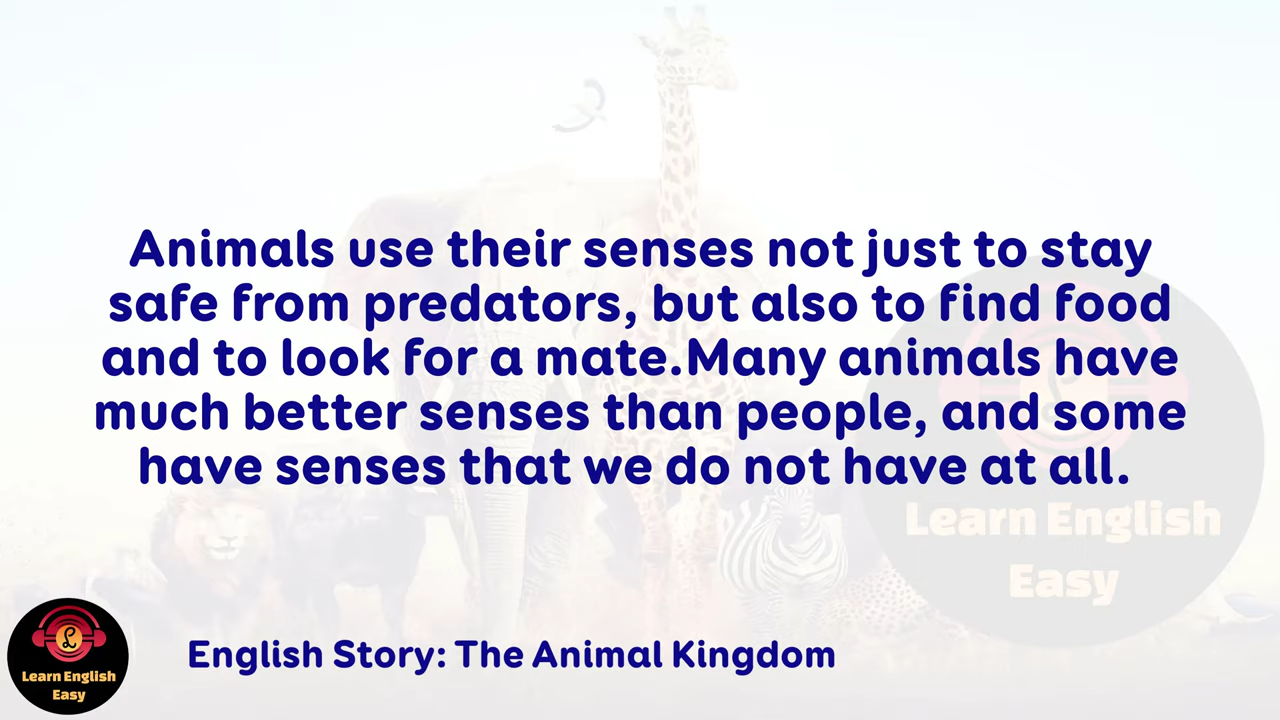 Animals use their senses not just to stay
safe from predators, but also to find food
and to look for a mate.Many animals have
much better senses than people, and some
have senses that we do not have at all.
Learn English
Easy
English Story: The Animal Kingdom
Learn English
Easy